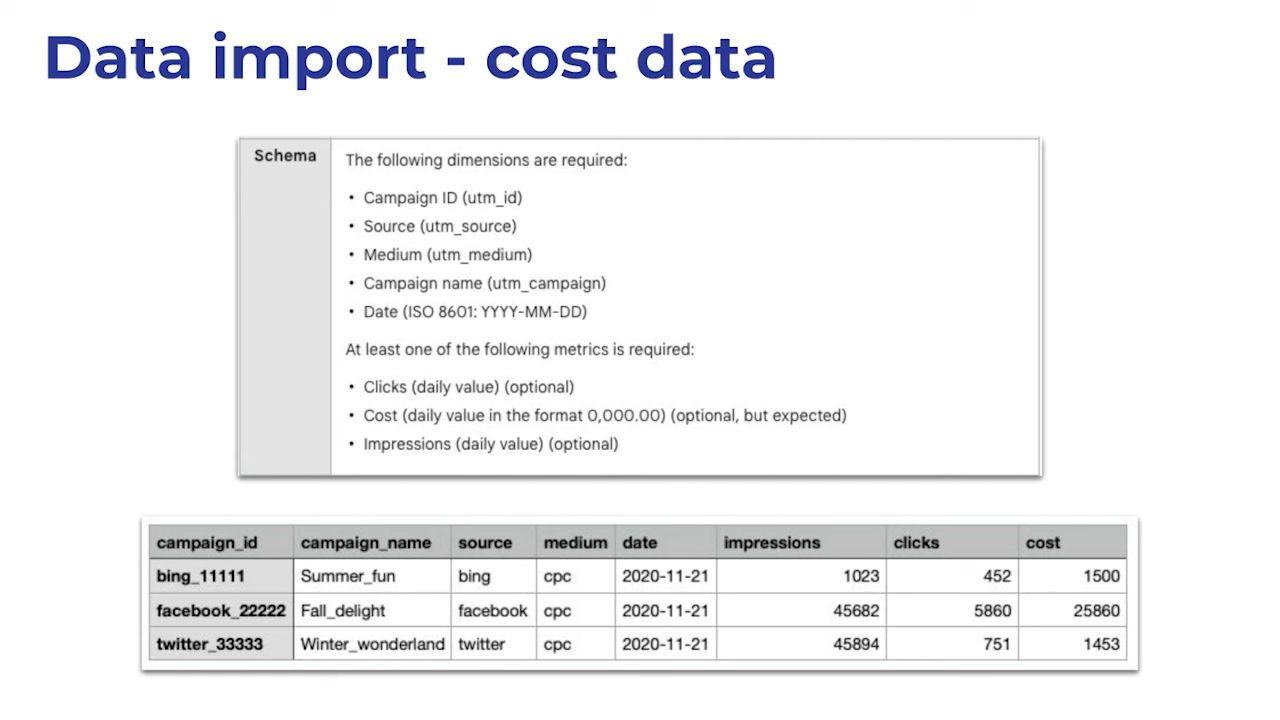 Data import - cost data
Schema
The following dimensions are required:
• Campaign ID (utm_id)
• Source (utm_source)
• Medium (utm_medium)
• Campaign name (utm_campaign)
• Date (ISO 8601: YYYY-MM-DD)
At least one of the following metrics is required:
• Clicks (daily value) (optional)
• Cost (daily value in the format 0,000.00) (optional, but expected)
• Impressions (daily value) (optional)
campaign_id campaign_name source medium date impressions clicks cost
bing_11111 Summer_fun bing cpc 2020-11-21 1023 452 1500
facebook_22222 Fall_delight facebook cpc 2020-11-21 45682 5860 25860
twitter_33333 Winter_wonderland twitter cpc 2020-11-21 45894 751 1453